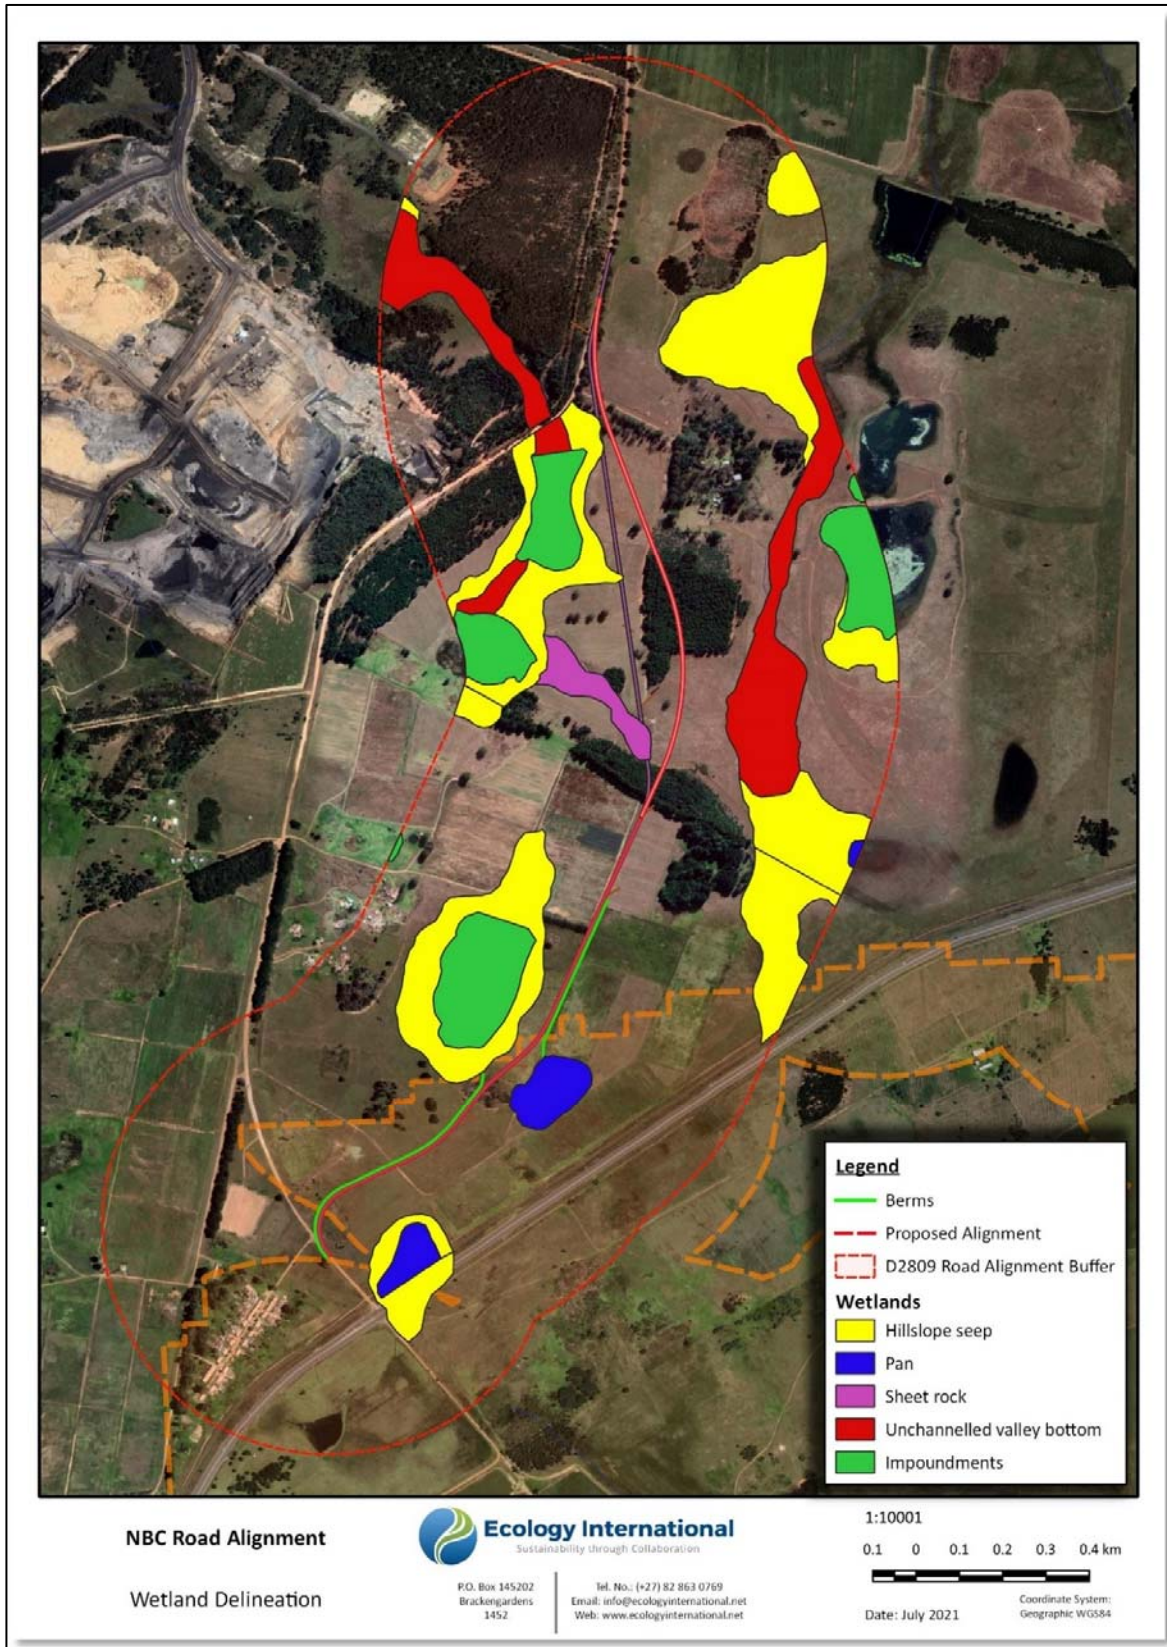 Legend
Berms
Proposed Alignment
D2809 Road Alignment Buffer
Wetlands
Hillslope seep
Pan
Sheet rock
Unchannelled valley bottom
Impoundments
NBC Road Alignment
Wetland Delineation
Ecology International
Sustainability through Collaboration
P.O. Box 145202
Brackengardens
1452
Tel. No.: (+27) 82 863 0769
Email: info@ecologyinternational.net
Web: www.ecologyinternational.net
1:10001
0.1 0 0.1 0.2 0.3 0.4 km
Date: July 2021
Coordinate System:
Geographic WGS84